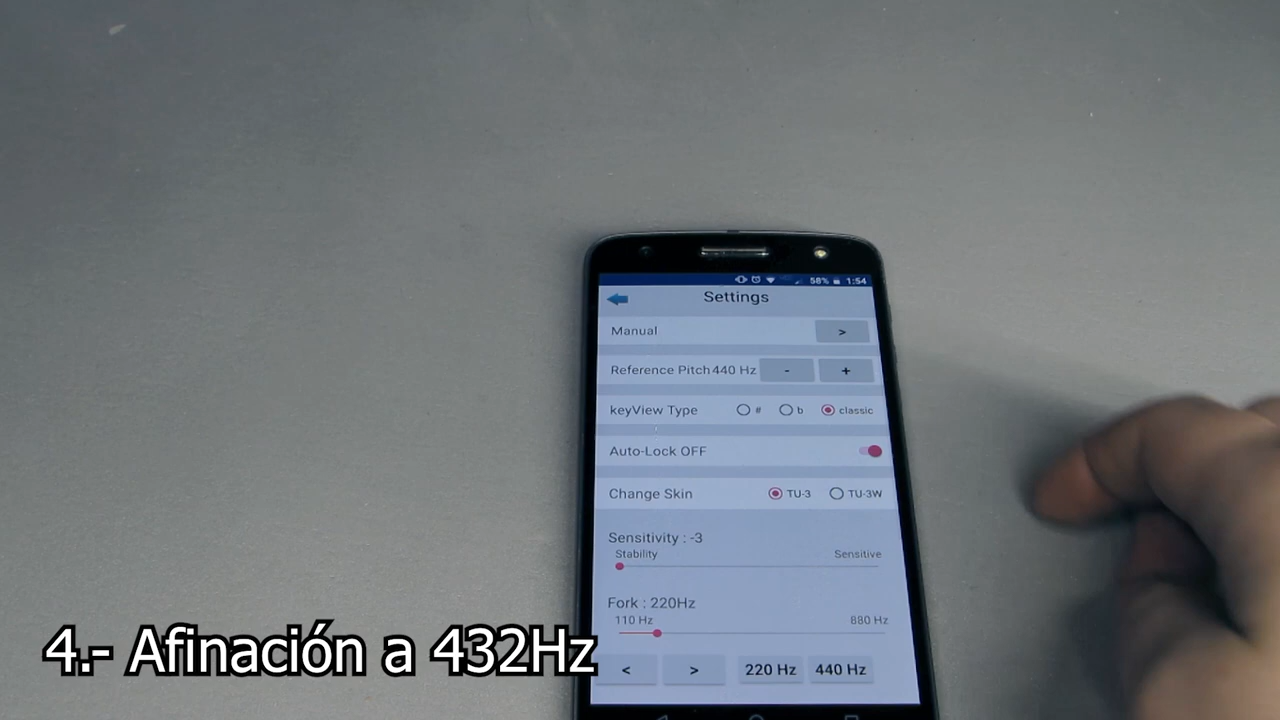 58% 1:54
Settings
Manual >
Reference Pitch 440 Hz - +
keyView Type # b classic
Auto-Lock OFF
Change Skin TU-3 TU-3W
Sensitivity : -3
Stability Sensitive
Fork : 220Hz
110 Hz 880 Hz
< > 220 Hz 440 Hz
4.- Afinación a 432Hz